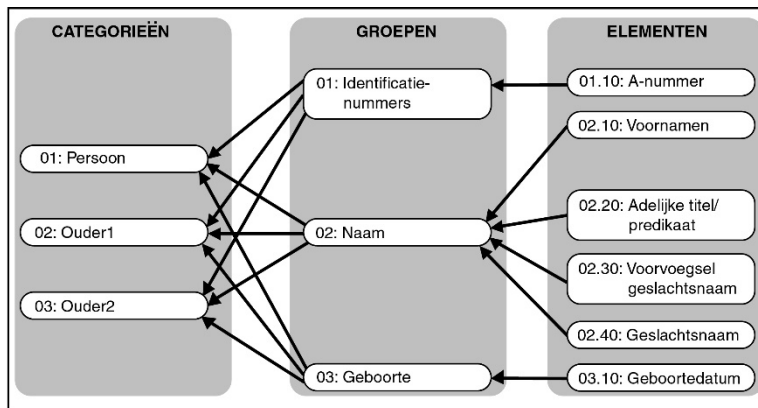 CATEGORIEËN
01: Persoon
02: Ouder1
03: Ouder2
GROEPEN
01: Identificatie-
nummers
02: Naam
03: Geboorte
ELEMENTEN
01.10: A-nummer
02.10: Voornamen
02.20: Adelijke titel/
predikaat
02.30: Voorvoegsel
geslachtsnaam
02.40: Geslachtsnaam
03.10: Geboortedatum